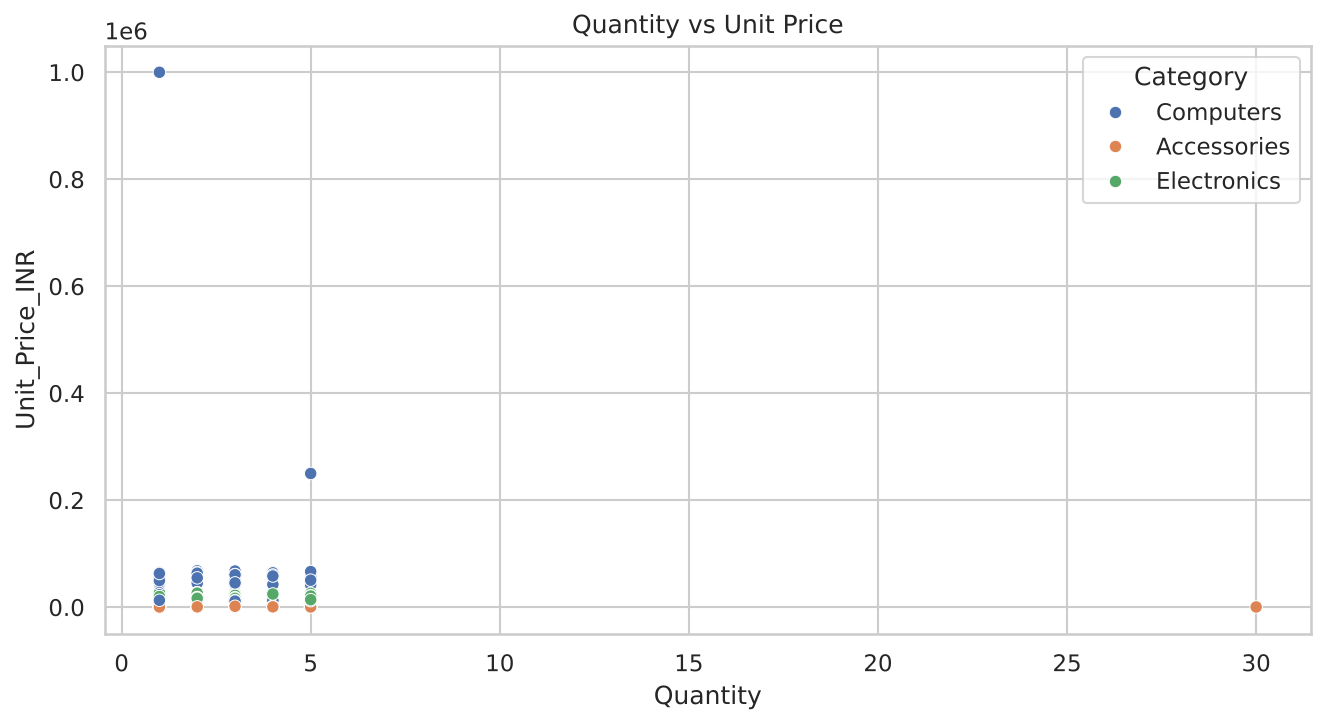 Quantity vs Unit Price
1e6
1.0
0.8
0.6
0.4
0.2
0.0
Unit_Price_INR
Category
Computers
Accessories
Electronics
0 5 10 15 20 25 30
Quantity